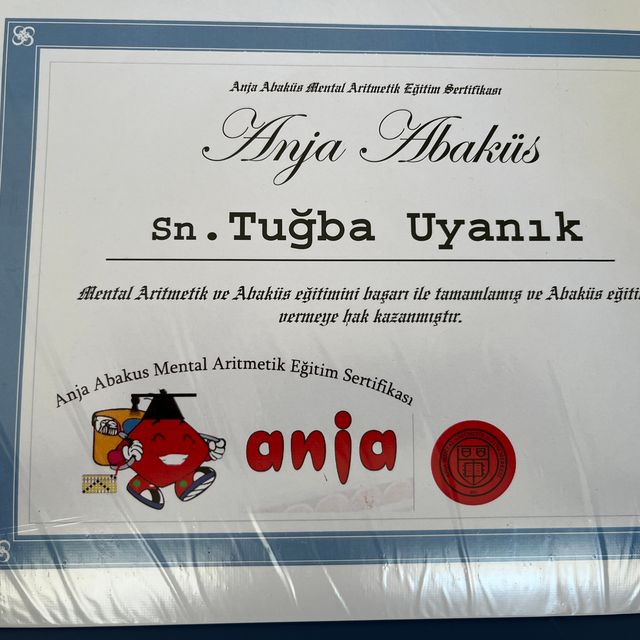 Anja Abaküs Mental Aritmetik Eğitim Sertifikası
Anja Abaküs
Sn.Tuğba Uyanık
Mental Aritmetik ve Abaküs eğitimini başarı ile tamamlamış ve Abaküs
vermeye hak kazanmıştır.
Anja Abakus Mental Aritmetik Eğitim Sertifikası
anja